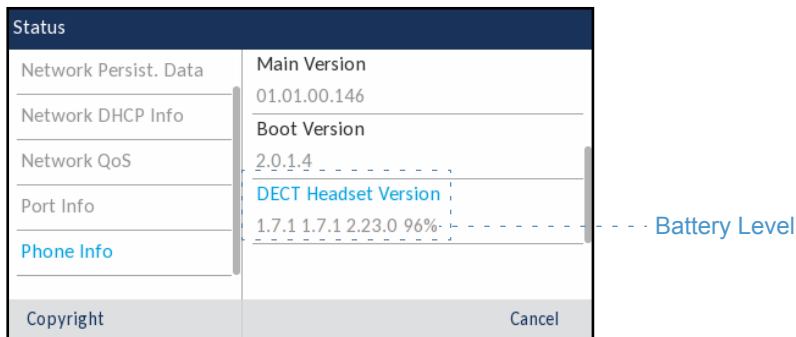 Status
Network Persist. Data
Network DHCP Info
Network QoS
Port Info
Phone Info
Main Version
01.01.00.146
Boot Version
2.0.1.4
DECT Headset Version
1.7.1 1.7.1 2.23.0 96%
Battery Level
Copyright
Cancel